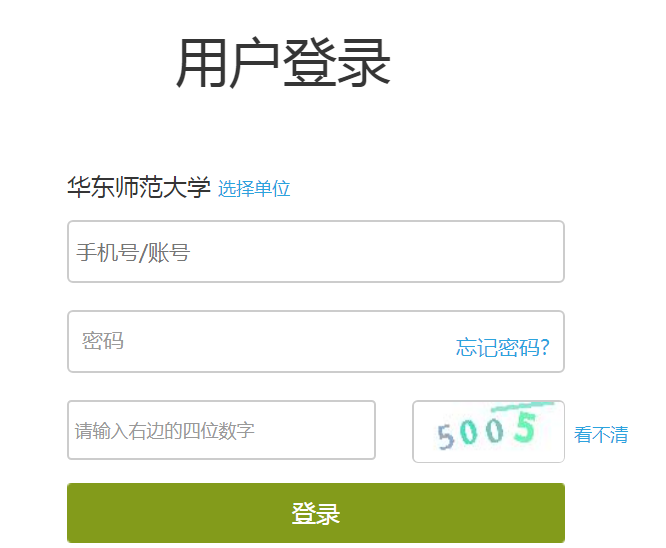 用户登录
华东师范大学 选择单位
手机号/账号
密码 忘记密码?
请输入右边的四位数字 5005 看不清
登录